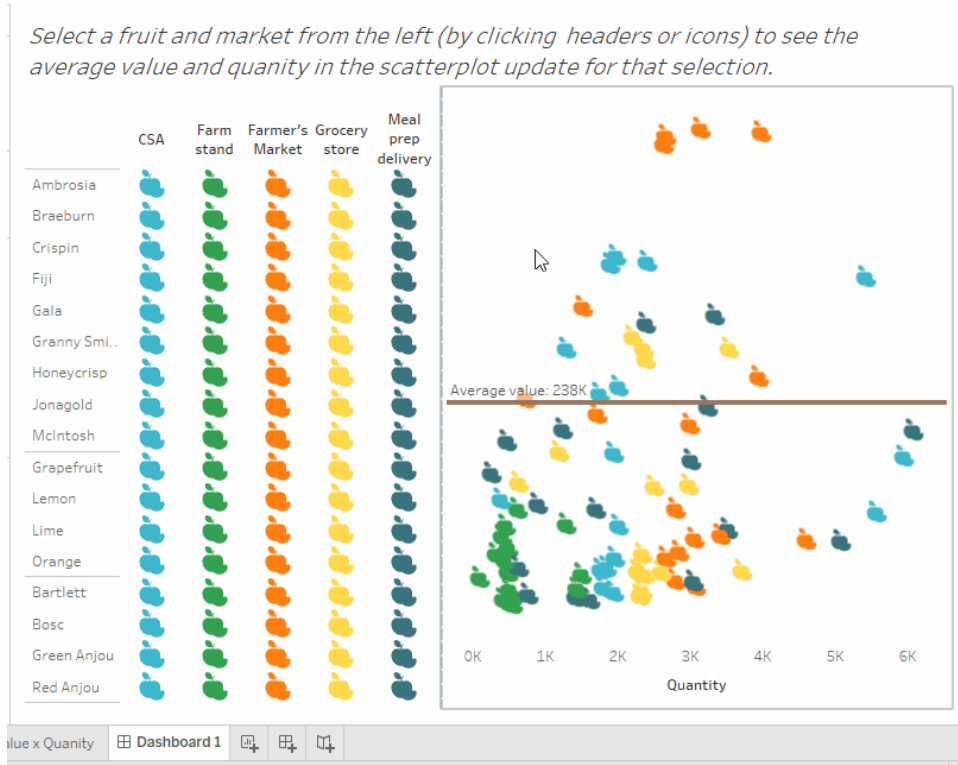 Select a fruit and market from the left (by clicking headers or icons) to see the
average value and quanity in the scatterplot update for that selection.
CSA
Farm
stand
Farmer's
Market
Grocery
store
Meal
prep
delivery
Ambrosia
Braeburn
Crispin
Fiji
Gala
Granny Smi..
Honeycrisp
Jonagold
McIntosh
Grapefruit
Lemon
Lime
Orange
Bartlett
Bosc
Green Anjou
Red Anjou
Average value: 238K
0K 1K 2K 3K 4K 5K 6K
Quantity
alue x Quanity
Dashboard 1